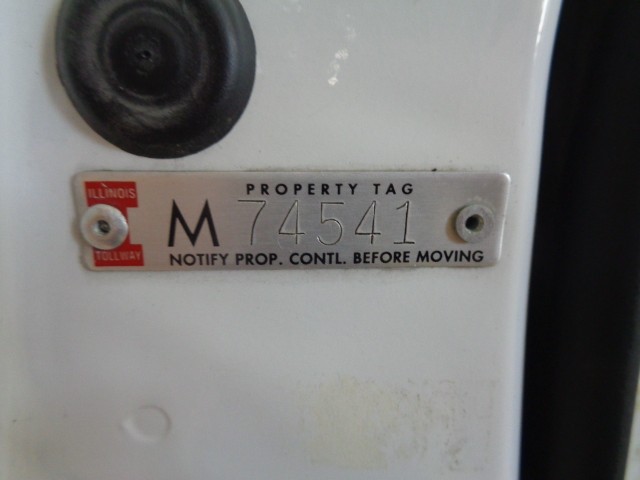 ILLINOIS
TOLLWAY
PROPERTY TAG
M 74541
NOTIFY PROP. CONTL. BEFORE MOVING